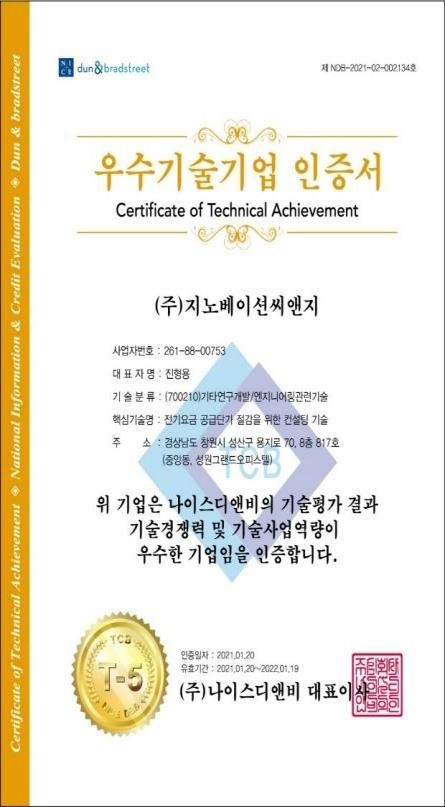 NICE dun&bradstreet
제 NDB-2021-02-002134호
우수기술기업 인증서
Certificate of Technical Achievement
(주)지노베이션씨앤지
사업자번호 : 261-88-00753
대 표 자 명 : 진형용
기 술 분 류 : (700210)기타연구개발/엔지니어링관련기술
핵심기술명 : 전기요금 공급단가 절감을 위한 컨설팅 기술
주 소 : 경상남도 창원시 성산구 용지로 70, 8층 817호
(중앙동, 성원그랜드오피스텔)
TCB
위 기업은 나이스디앤비의 기술평가 결과
기술경쟁력 및 기술사업역량이
우수한 기업임을 인증합니다.
TCB
T-5
NICE D&B
인증일자 : 2021.01.20
유효기간 : 2021.01.20~2022.01.19
(주)나이스디앤비 대표이사
Certificate of Technical Achievement ◈ National Information & Credit Evaluation ◈ Dun & bradstreet